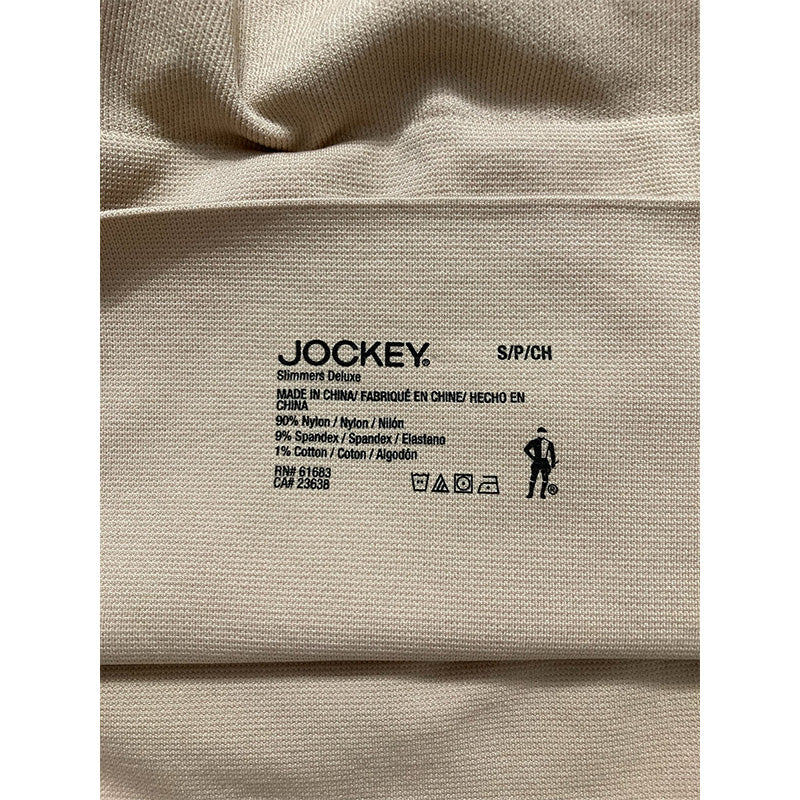 JOCKEY® S/P/CH
Slimmers Deluxe
MADE IN CHINA/ FABRIQUÉ EN CHINE/ HECHO EN
CHINA
90% Nylon / Nylon / Nilón
9% Spandex / Spandex / Elastano
1% Cotton / Coton / Algodón
RN# 61683
CA# 23638
®